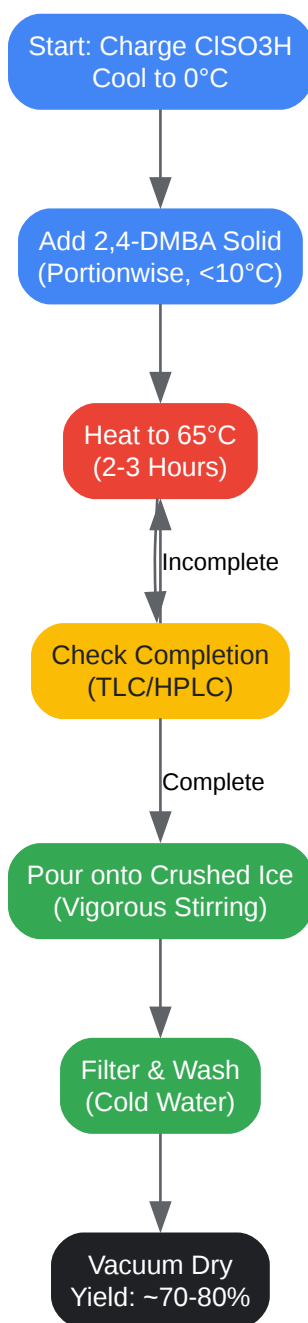 Start: Charge ClSO3H
Cool to 0°C
Add 2,4-DMBA Solid
(Portionwise, <10°C)
Heat to 65°C
(2-3 Hours)
Incomplete
Check Completion
(TLC/HPLC)
Complete
Pour onto Crushed Ice
(Vigorous Stirring)
Filter & Wash
(Cold Water)
Vacuum Dry
Yield: ~70-80%